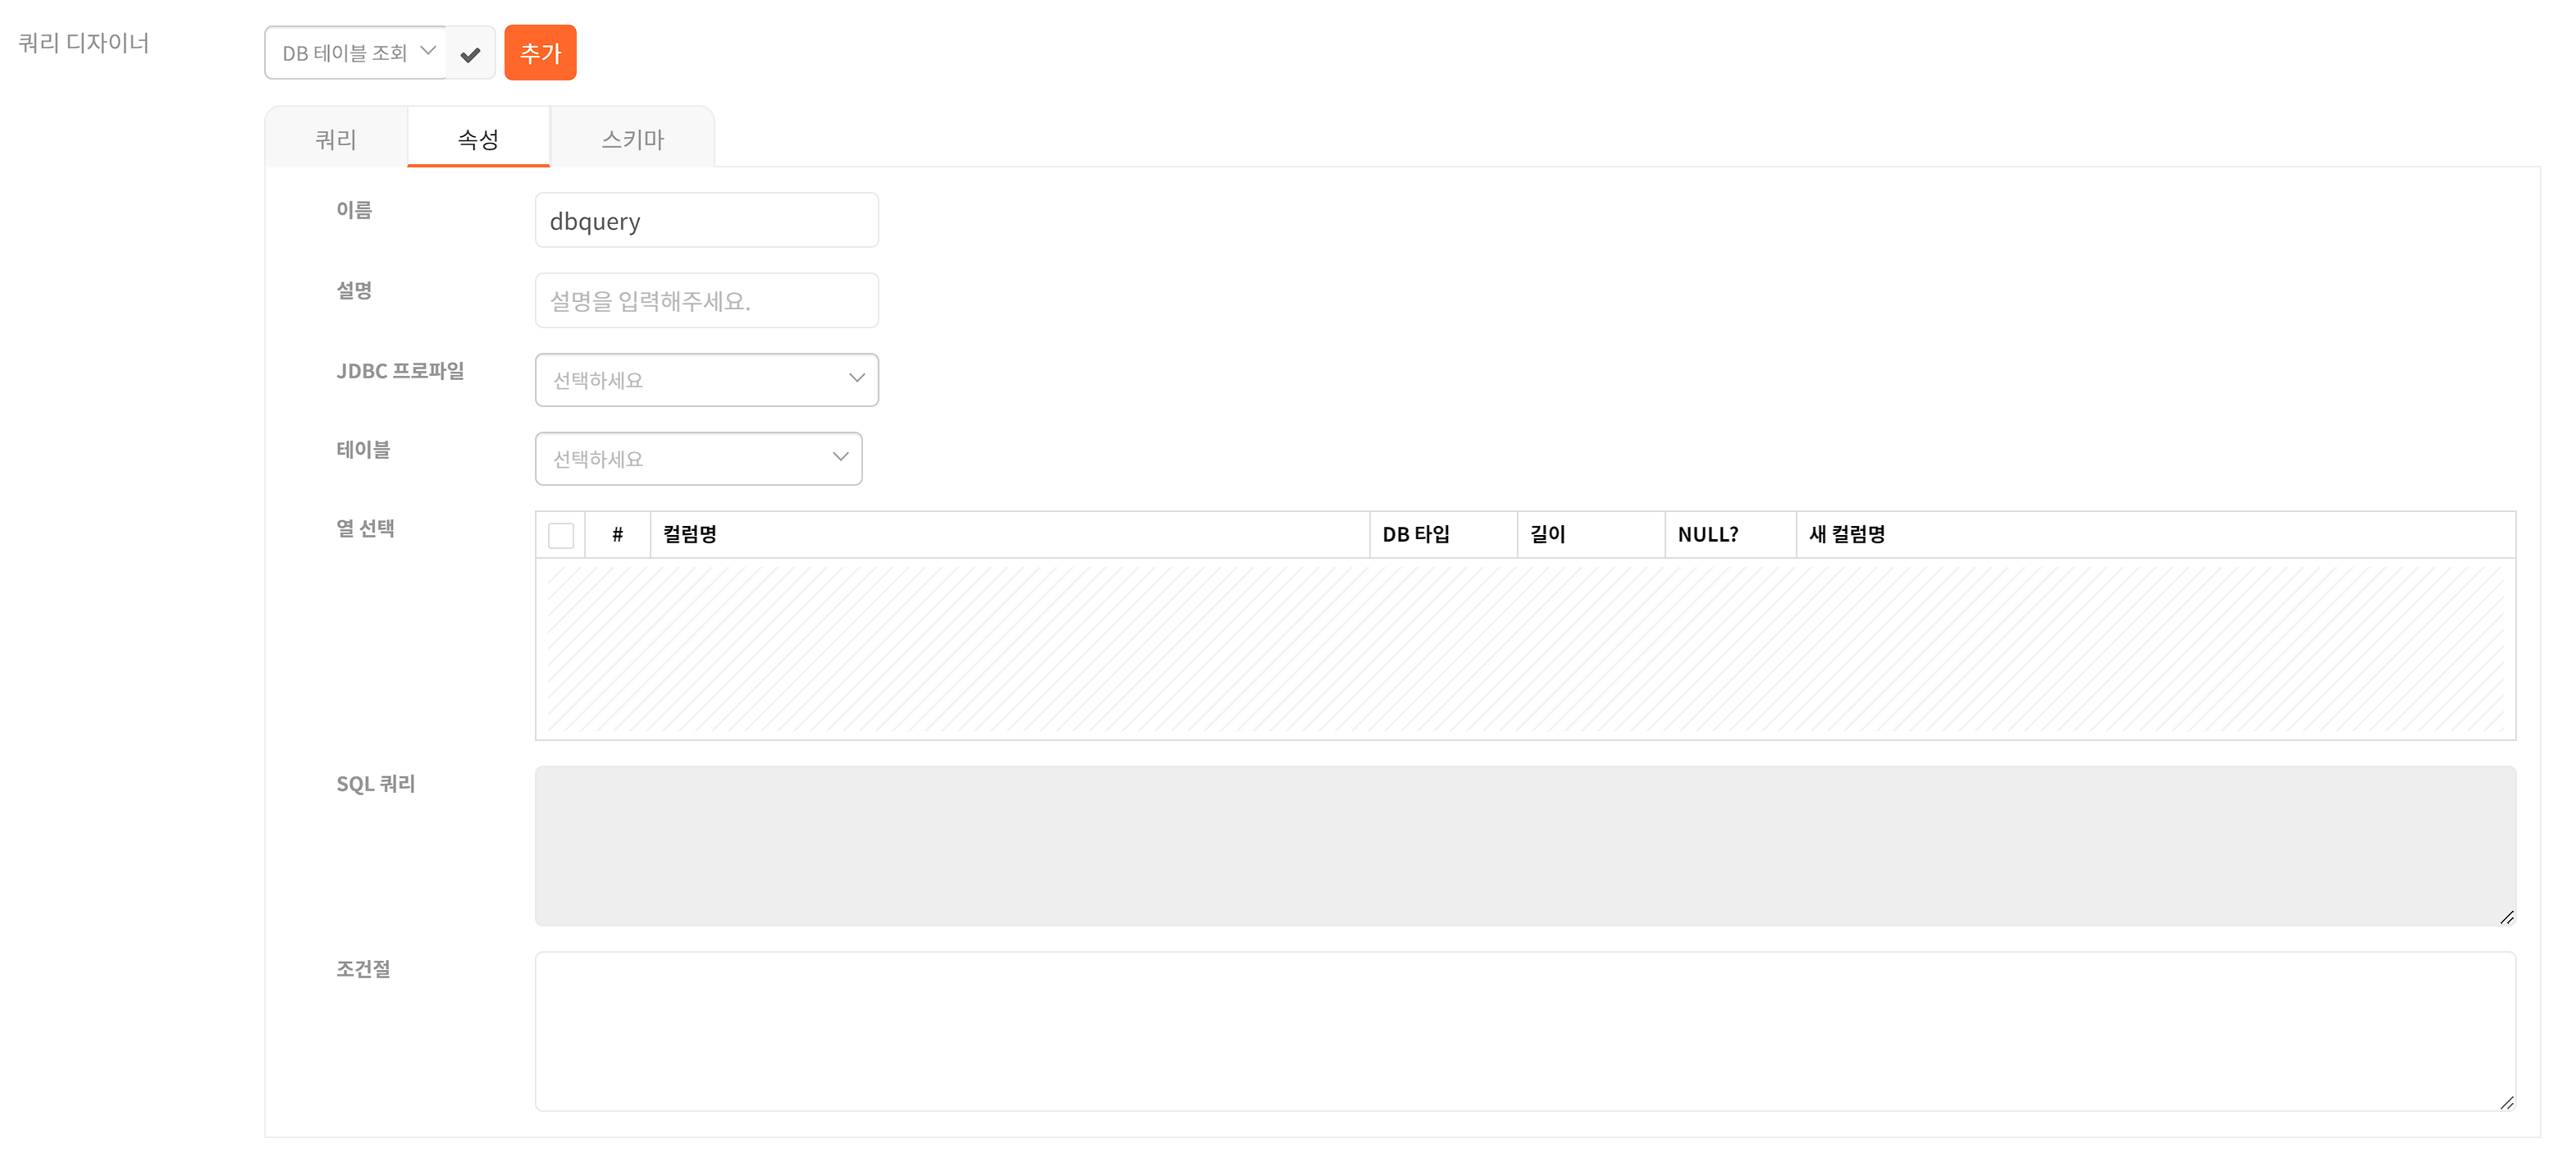 쿼리 디자이너
DB 테이블 조회
추가
쿼리 속성 스키마
이름 dbquery
설명 설명을 입력해주세요.
JDBC 프로파일 선택하세요
테이블 선택하세요
열 선택 # 컬럼명 DB 타입 길이 NULL? 새 컬럼명
SQL 쿼리
조건절